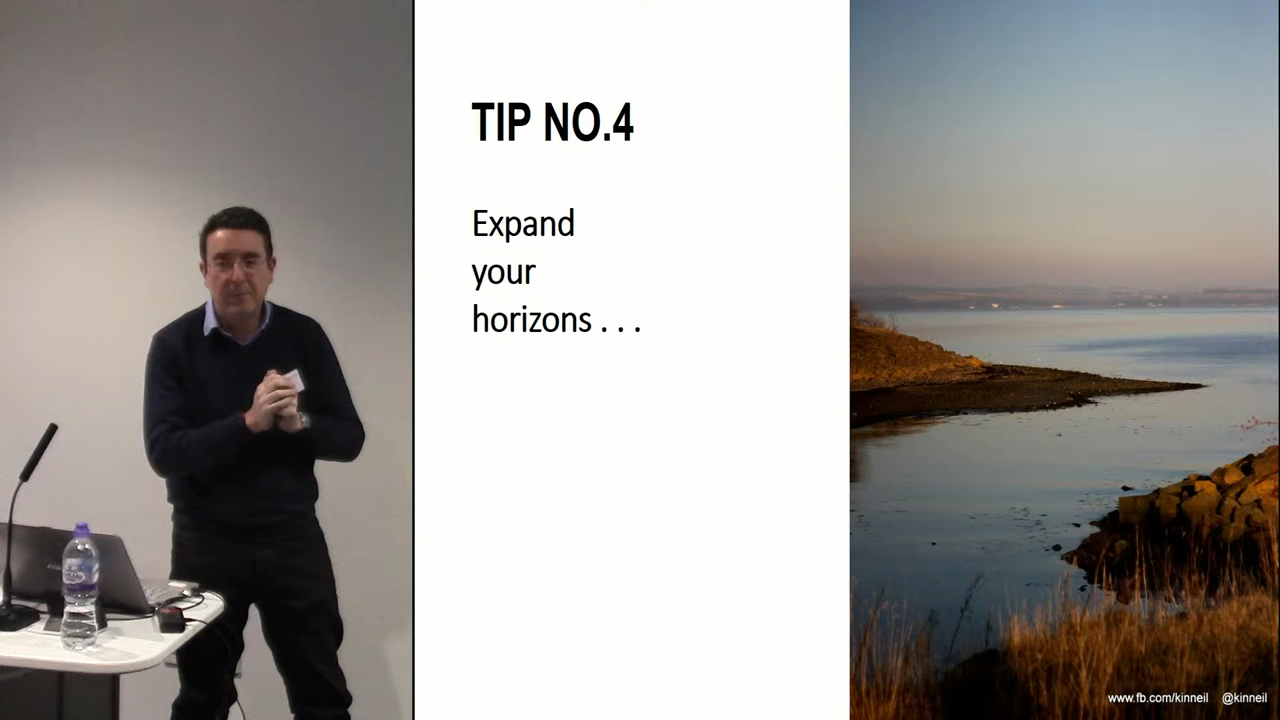 TIP NO.4
Expand
your
horizons . . .
www.fb.com/kinneil @kinneil